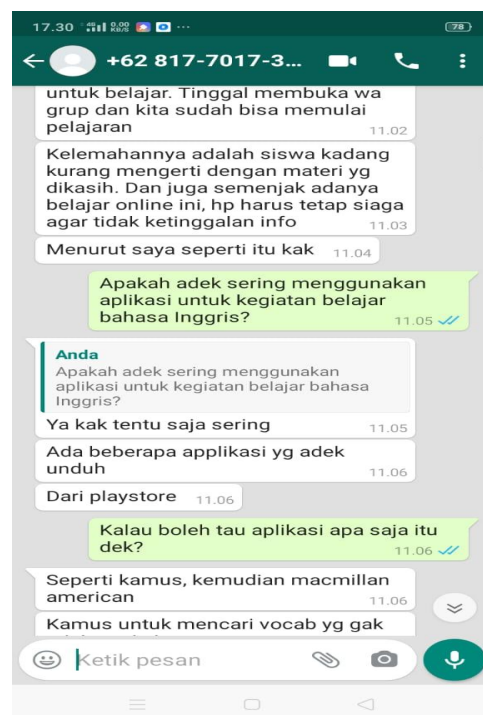 17.30
0.00
KB/S
78
+62 817-7017-3...
untuk belajar. Tinggal membuka wa
grup dan kita sudah bisa memulai
pelajaran 11.02
Kelemahannya adalah siswa kadang
kurang mengerti dengan materi yg
dikasih. Dan juga semenjak adanya
belajar online ini, hp harus tetap siaga
agar tidak ketinggalan info 11.03
Menurut saya seperti itu kak 11.04
Apakah adek sering menggunakan
aplikasi untuk kegiatan belajar
bahasa Inggris? 11.05
Anda
Apakah adek sering menggunakan
aplikasi untuk kegiatan belajar bahasa
Inggris?
Ya kak tentu saja sering 11.05
Ada beberapa applikasi yg adek
unduh 11.06
Dari playstore 11.06
Kalau boleh tau aplikasi apa saja itu
dek? 11.06
Seperti kamus, kemudian macmillan
american 11.06
Kamus untuk mencari vocab yg gak
Ketik pesan